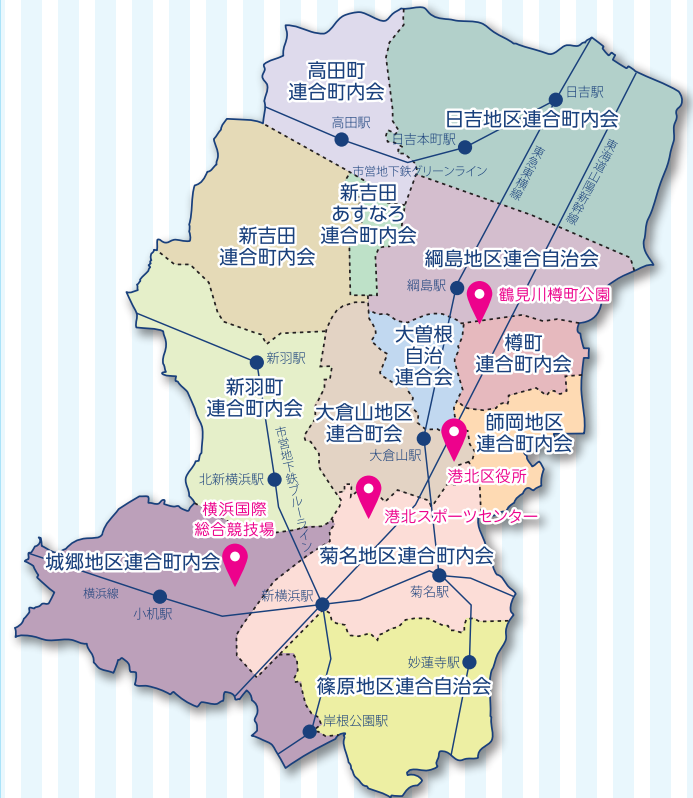 高田町
連合町内会
日吉駅
日吉地区連合町内会
高田駅
日吉本町駅
市営地下鉄グリーンライン
東急東横線
東海道山陽新幹線
新吉田
あすなろ
連合町内会
新吉田
連合町内会
綱島地区連合自治会
綱島駅
鶴見川樽町公園
大曽根
自治
連合会
樽町
連合町内会
新羽駅
新羽町
連合町内会
大倉山地区
連合町会
師岡地区
連合町内会
大倉山駅
港北区役所
市営地下鉄ブルーライン
北新横浜駅
横浜国際
総合競技場
港北スポーツセンター
城郷地区連合町内会
菊名地区連合町内会
横浜線
小机駅
新横浜駅
菊名駅
妙蓮寺駅
篠原地区連合自治会
岸根公園駅